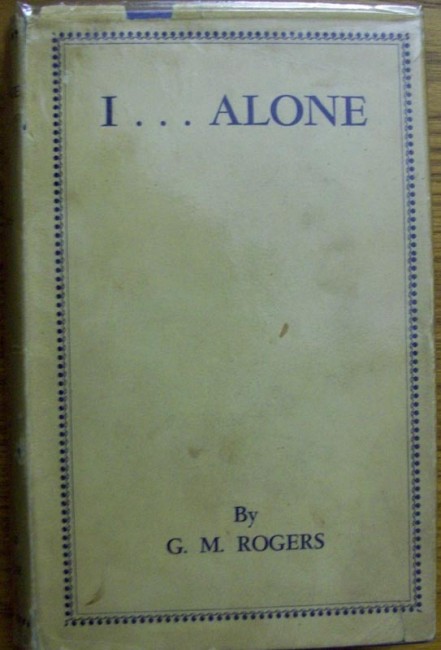 I . . . ALONE
By
G. M. ROGERS